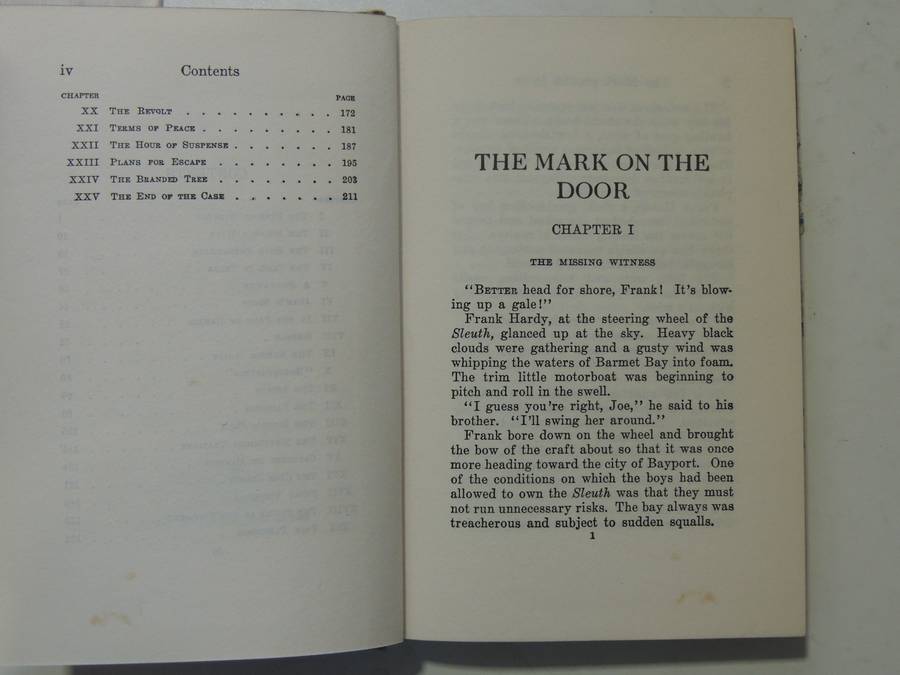 iv Contents
CHAPTER PAGE
XX THE REVOLT . . . . . . . . . . 172
XXI TERMS OF PEACE . . . . . . . . . 181
XXII THE HOUR OF SUSPENSE . . . . . . . 187
XXIII PLANS FOR ESCAPE . . . . . . . . 195
XXIV THE BRANDED TREE . . . . . . . . 203
XXV THE END OF THE CASE . . . . . . . 211
THE MARK ON THE
DOOR
CHAPTER I
THE MISSING WITNESS
"BETTER head for shore, Frank! It's blow-
ing up a gale!"
Frank Hardy, at the steering wheel of the
Sleuth, glanced up at the sky. Heavy black
clouds were gathering and a gusty wind was
whipping the waters of Barmet Bay into foam.
The trim little motorboat was beginning to
pitch and roll in the swell.
"I guess you're right, Joe," he said to his
brother. "I'll swing her around."
Frank bore down on the wheel and brought
the bow of the craft about so that it was once
more heading toward the city of Bayport. One
of the conditions on which the boys had been
allowed to own the Sleuth was that they must
not run unnecessary risks. The bay always was
treacherous and subject to sudden squalls.
1